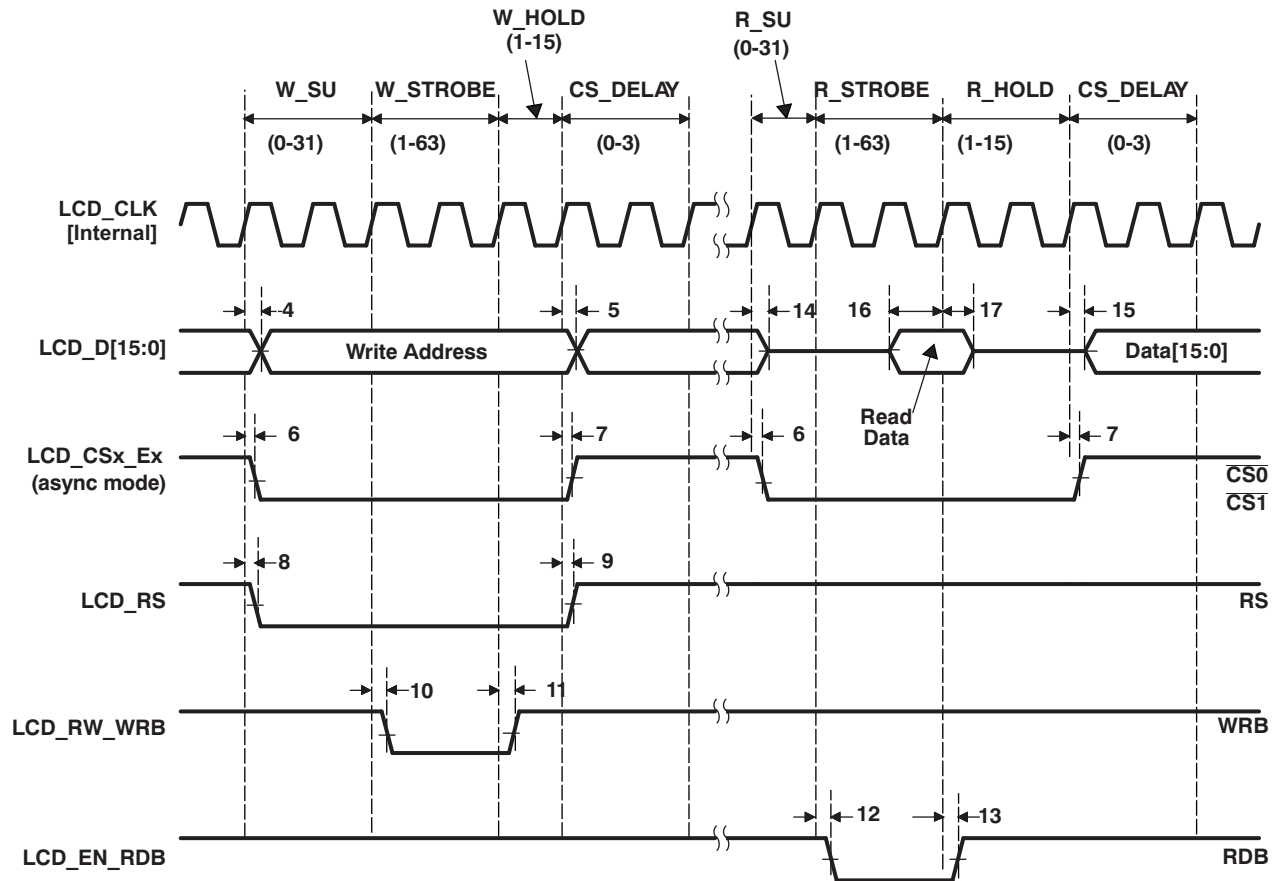 W_HOLD
(1-15)
R_SU
(0-31)
W_SU
W_STROBE
CS_DELAY
R_STROBE
R_HOLD
CS_DELAY
(0-31)
(1-63)
(0-3)
(1-63)
(1-15)
(0-3)
LCD_CLK
[Internal]
4
5
14
16
17
15
LCD_D[15:0]
Write Address
Data[15:0]
Read
Data
6
7
6
7
LCD_CSx_Ex
(async mode)
CS0
CS1
8
9
LCD_RS
RS
10
11
LCD_RW_WRB
WRB
12
13
LCD_EN_RDB
RDB